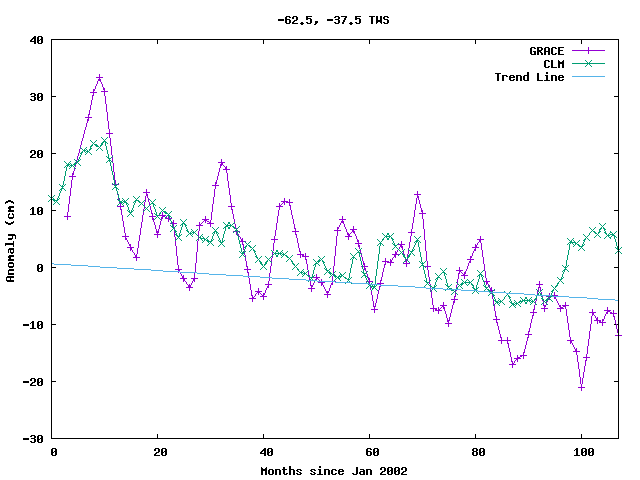 -62.5, -37.5 TWS
GRACE
CLM
Trend Line
40
30
20
10
0
-10
-20
-30
Anomaly (cm)
0 20 40 60 80 100
Months since Jan 2002